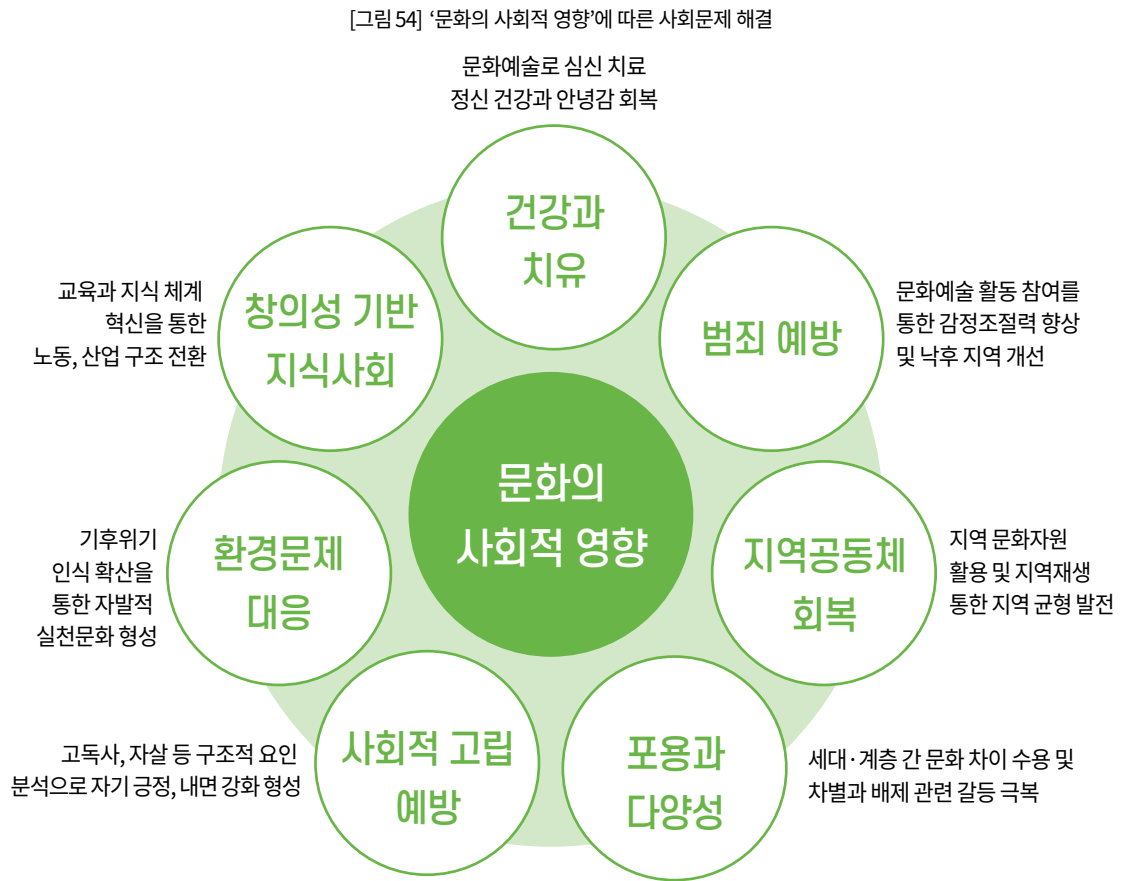 [그림 54] ‘문화의 사회적 영향’에 따른 사회문제 해결
문화예술로 심신 치료
정신 건강과 안녕감 회복
건강과
치유
문화예술 활동 참여를
통한 감정조절력 향상
및 낙후 지역 개선
범죄 예방
지역 문화자원
활용 및 지역재생
통한 지역 균형 발전
지역공동체
회복
세대·계층 간 문화 차이 수용 및
차별과 배제 관련 갈등 극복
포용과
다양성
고독사, 자살 등 구조적 요인
분석으로 자기 긍정, 내면 강화 형성
사회적 고립
예방
기후위기
인식 확산을
통한 자발적
실천문화 형성
환경문제
대응
교육과 지식 체계
혁신을 통한
노동, 산업 구조 전환
창의성 기반
지식사회
문화의
사회적 영향